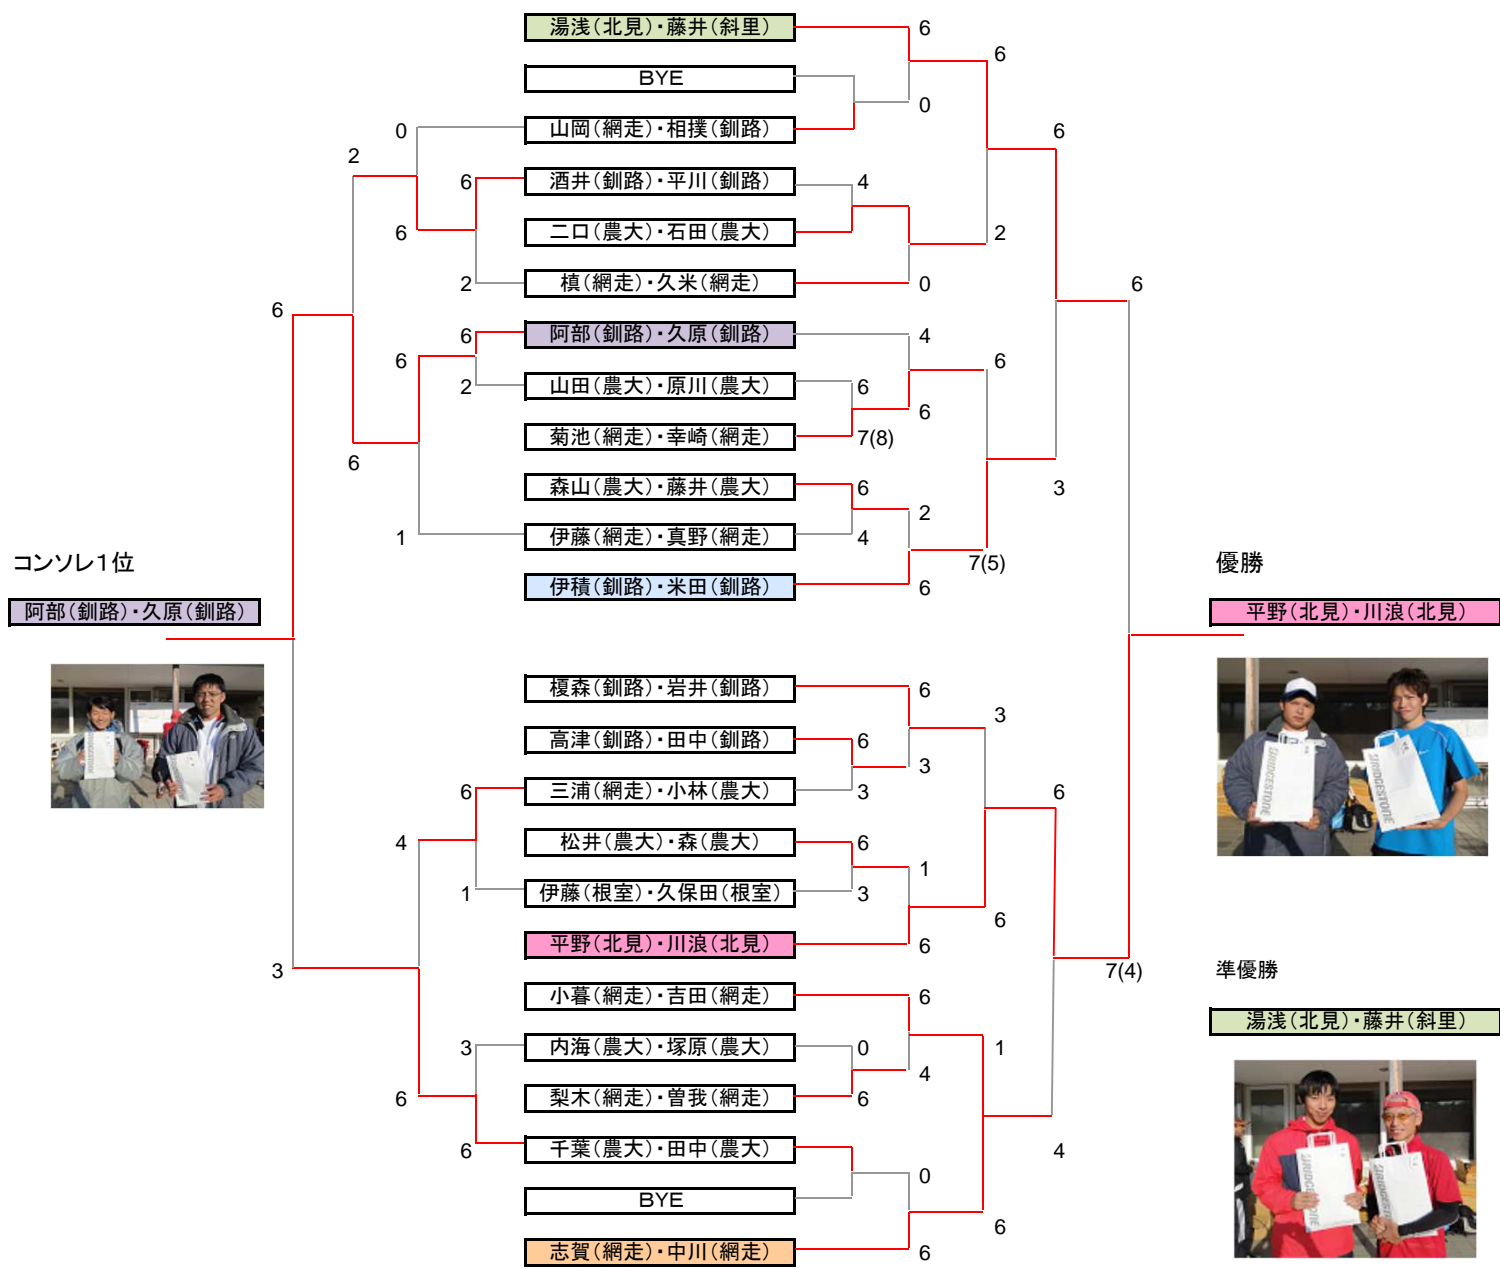 湯浅(北見)・藤井(斜里)
6
6
BYE
0
山岡(網走)・相撲(釧路)
0
6
2
酒井(釧路)・平川(釧路)
6
4
二口(農大)・石田(農大)
6
2
槙(網走)・久米(網走)
2
0
6
6
阿部(釧路)・久原(釧路)
6
4
6
6
山田(農大)・原川(農大)
2
6
6
菊池(網走)・幸崎(網走)
7(8)
6
森山(農大)・藤井(農大)
6
3
2
伊藤(網走)・真野(網走)
1
4
コンソレ1位
7(5)
優勝
伊積(釧路)・米田(釧路)
6
阿部(釧路)・久原(釧路)
平野(北見)・川浪(北見)
榎森(釧路)・岩井(釧路)
6
3
高津(釧路)・田中(釧路)
6
3
三浦(網走)・小林(農大)
6
3
6
松井(農大)・森(農大)
4
6
1
伊藤(根室)・久保田(根室)
1
3
6
平野(北見)・川浪(北見)
6
3
7(4)
準優勝
小暮(網走)・吉田(網走)
6
湯浅(北見)・藤井(斜里)
内海(農大)・塚原(農大)
3
0
1
4
梨木(網走)・曽我(網走)
6
6
千葉(農大)・田中(農大)
6
4
0
BYE
6
志賀(網走)・中川(網走)
6
BRIDGESTONE
BRIDGESTONE
BRIDGESTONE